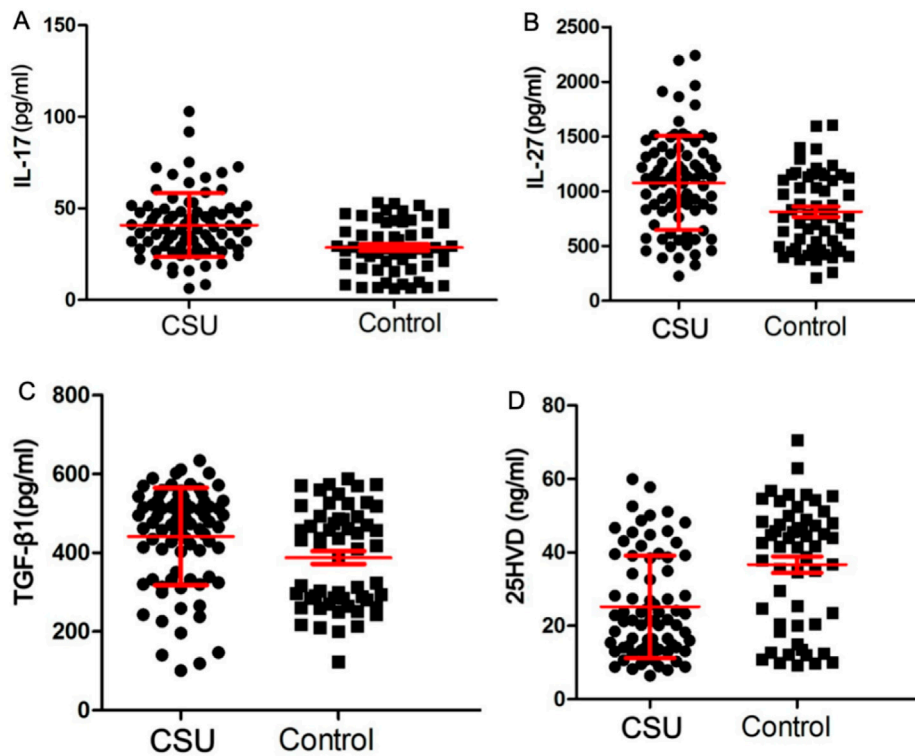 A
IL-17 (pg/ml)
150
100
50
0
CSU
Control
B
IL-27 (pg/ml)
2500
2000
1500
1000
500
0
CSU
Control
C
TGF-β1(pg/ml)
800
600
400
200
0
CSU
Control
D
25HVD (ng/ml)
80
60
40
20
0
CSU
Control